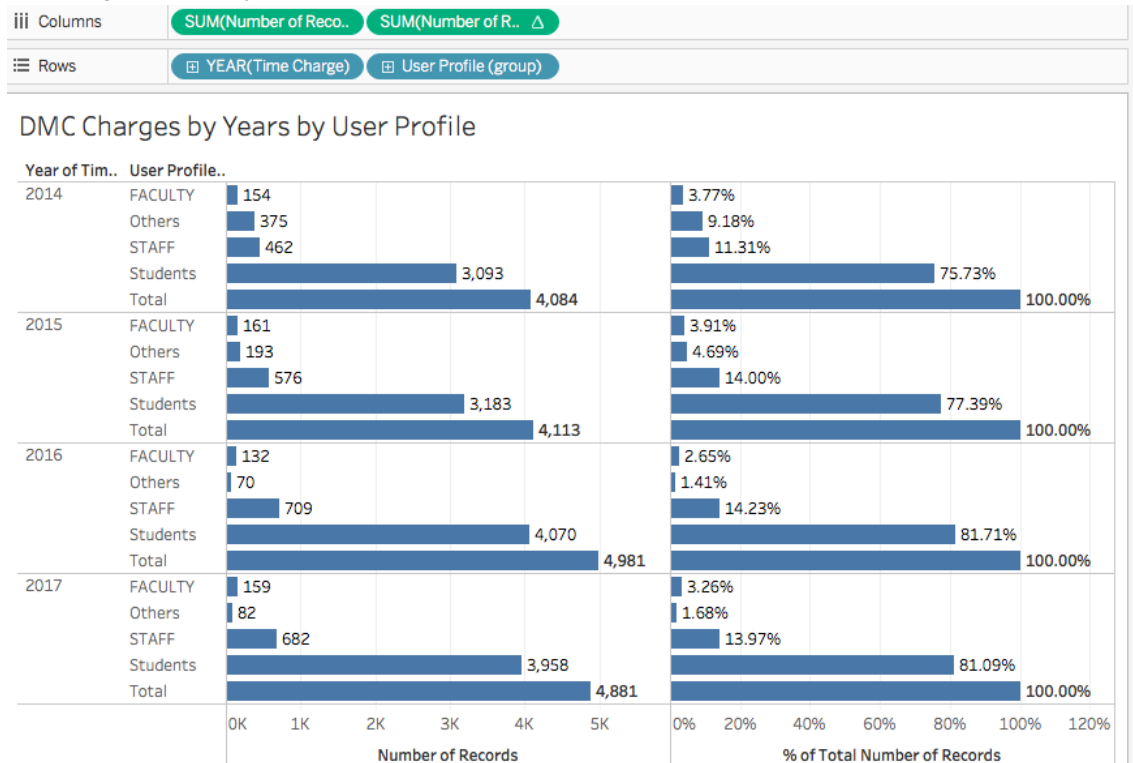 iii Columns SUM(Number of Reco.. SUM(Number of R.. Δ
Rows YEAR(Time Charge) User Profile (group)
DMC Charges by Years by User Profile
Year of Tim.. User Profile..
2014 FACULTY 154 3.77%
Others 375 9.18%
STAFF 462 11.31%
Students 3,093 75.73%
Total 4,084 100.00%
2015 FACULTY 161 3.91%
Others 193 4.69%
STAFF 576 14.00%
Students 3,183 77.39%
Total 4,113 100.00%
2016 FACULTY 132 2.65%
Others 70 1.41%
STAFF 709 14.23%
Students 4,070 81.71%
Total 4,981 100.00%
2017 FACULTY 159 3.26%
Others 82 1.68%
STAFF 682 13.97%
Students 3,958 81.09%
Total 4,881 100.00%
0K 1K 2K 3K 4K 5K 0% 20% 40% 60% 80% 100% 120%
Number of Records % of Total Number of Records